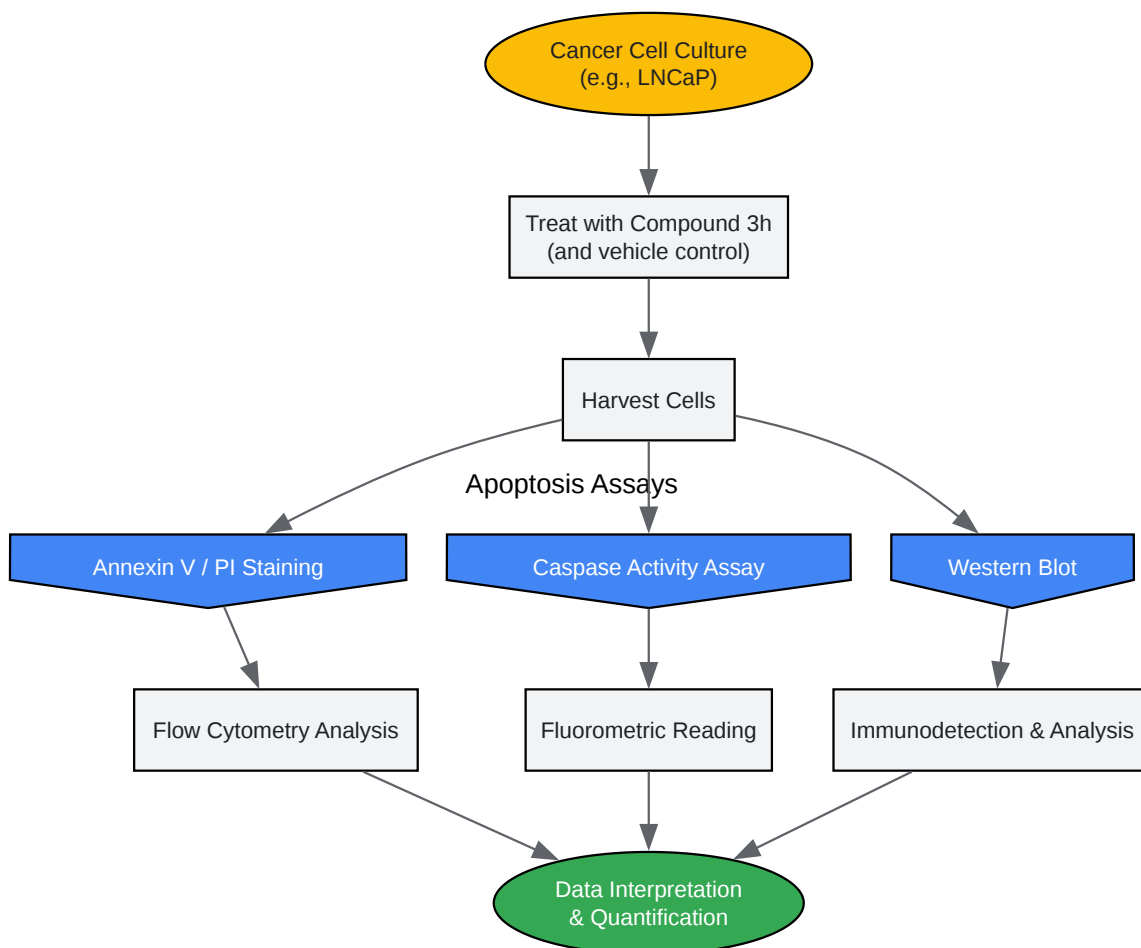 Cancer Cell Culture
(e.g., LNCaP)
Treat with Compound 3h
(and vehicle control)
Harvest Cells
Apoptosis Assays
Annexin V / PI Staining
Caspase Activity Assay
Western Blot
Flow Cytometry Analysis
Fluorometric Reading
Immunodetection & Analysis
Data Interpretation
& Quantification